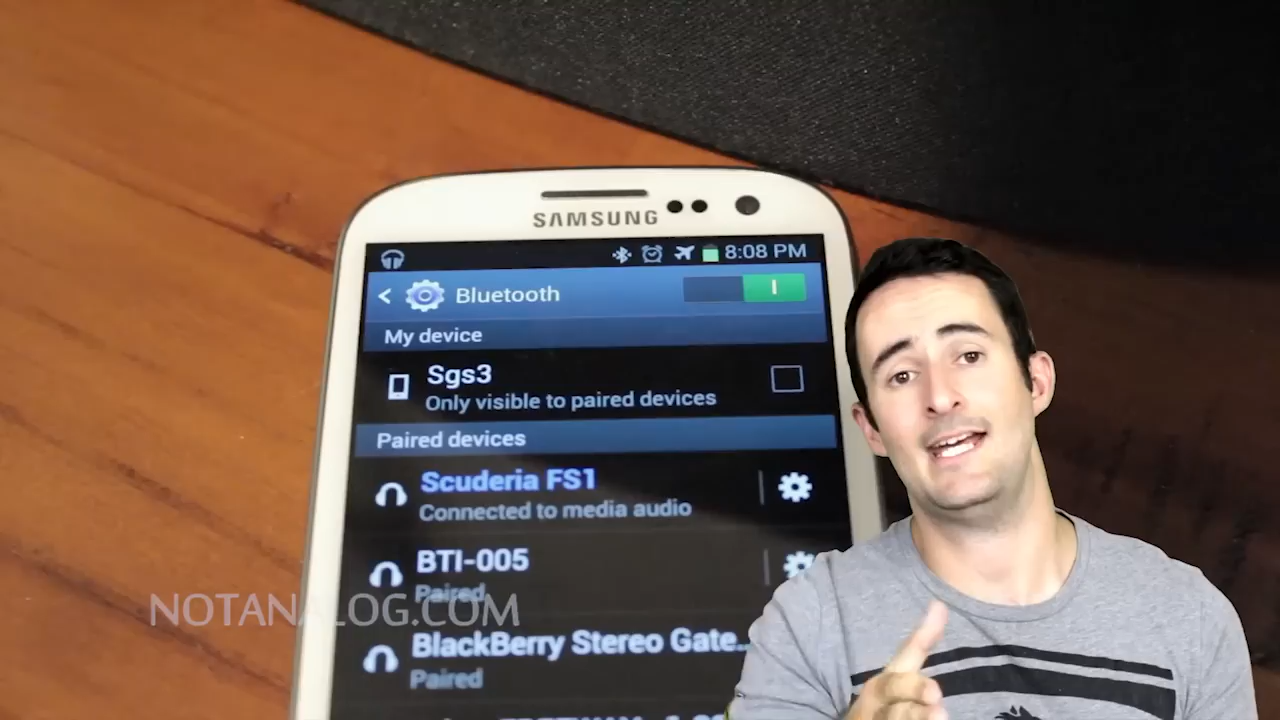 SAMSUNG
8:08 PM
Bluetooth
My device
Sgs3
Only visible to paired devices
Paired devices
Scuderia FS1
Connected to media audio
BTI-005
Paired
NOTANALOG.COM
BlackBerry Stereo Gate...
Paired